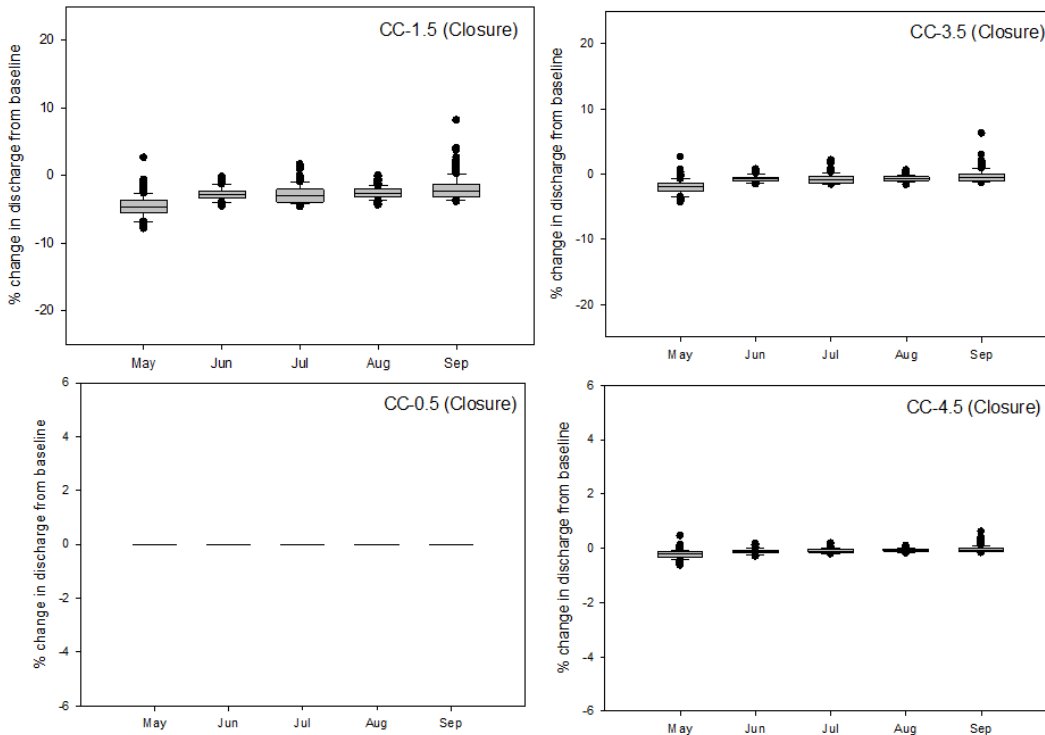 CC-1.5 (Closure)
% change in discharge from baseline
20
10
0
-10
-20
May Jun Jul Aug Sep
CC-3.5 (Closure)
% change in discharge from baseline
20
10
0
-10
-20
May Jun Jul Aug Sep
CC-0.5 (Closure)
% change in discharge from baseline
6
4
2
0
-2
-4
-6
May Jun Jul Aug Sep
CC-4.5 (Closure)
% change in discharge from baseline
6
4
2
0
-2
-4
-6
May Jun Jul Aug Sep